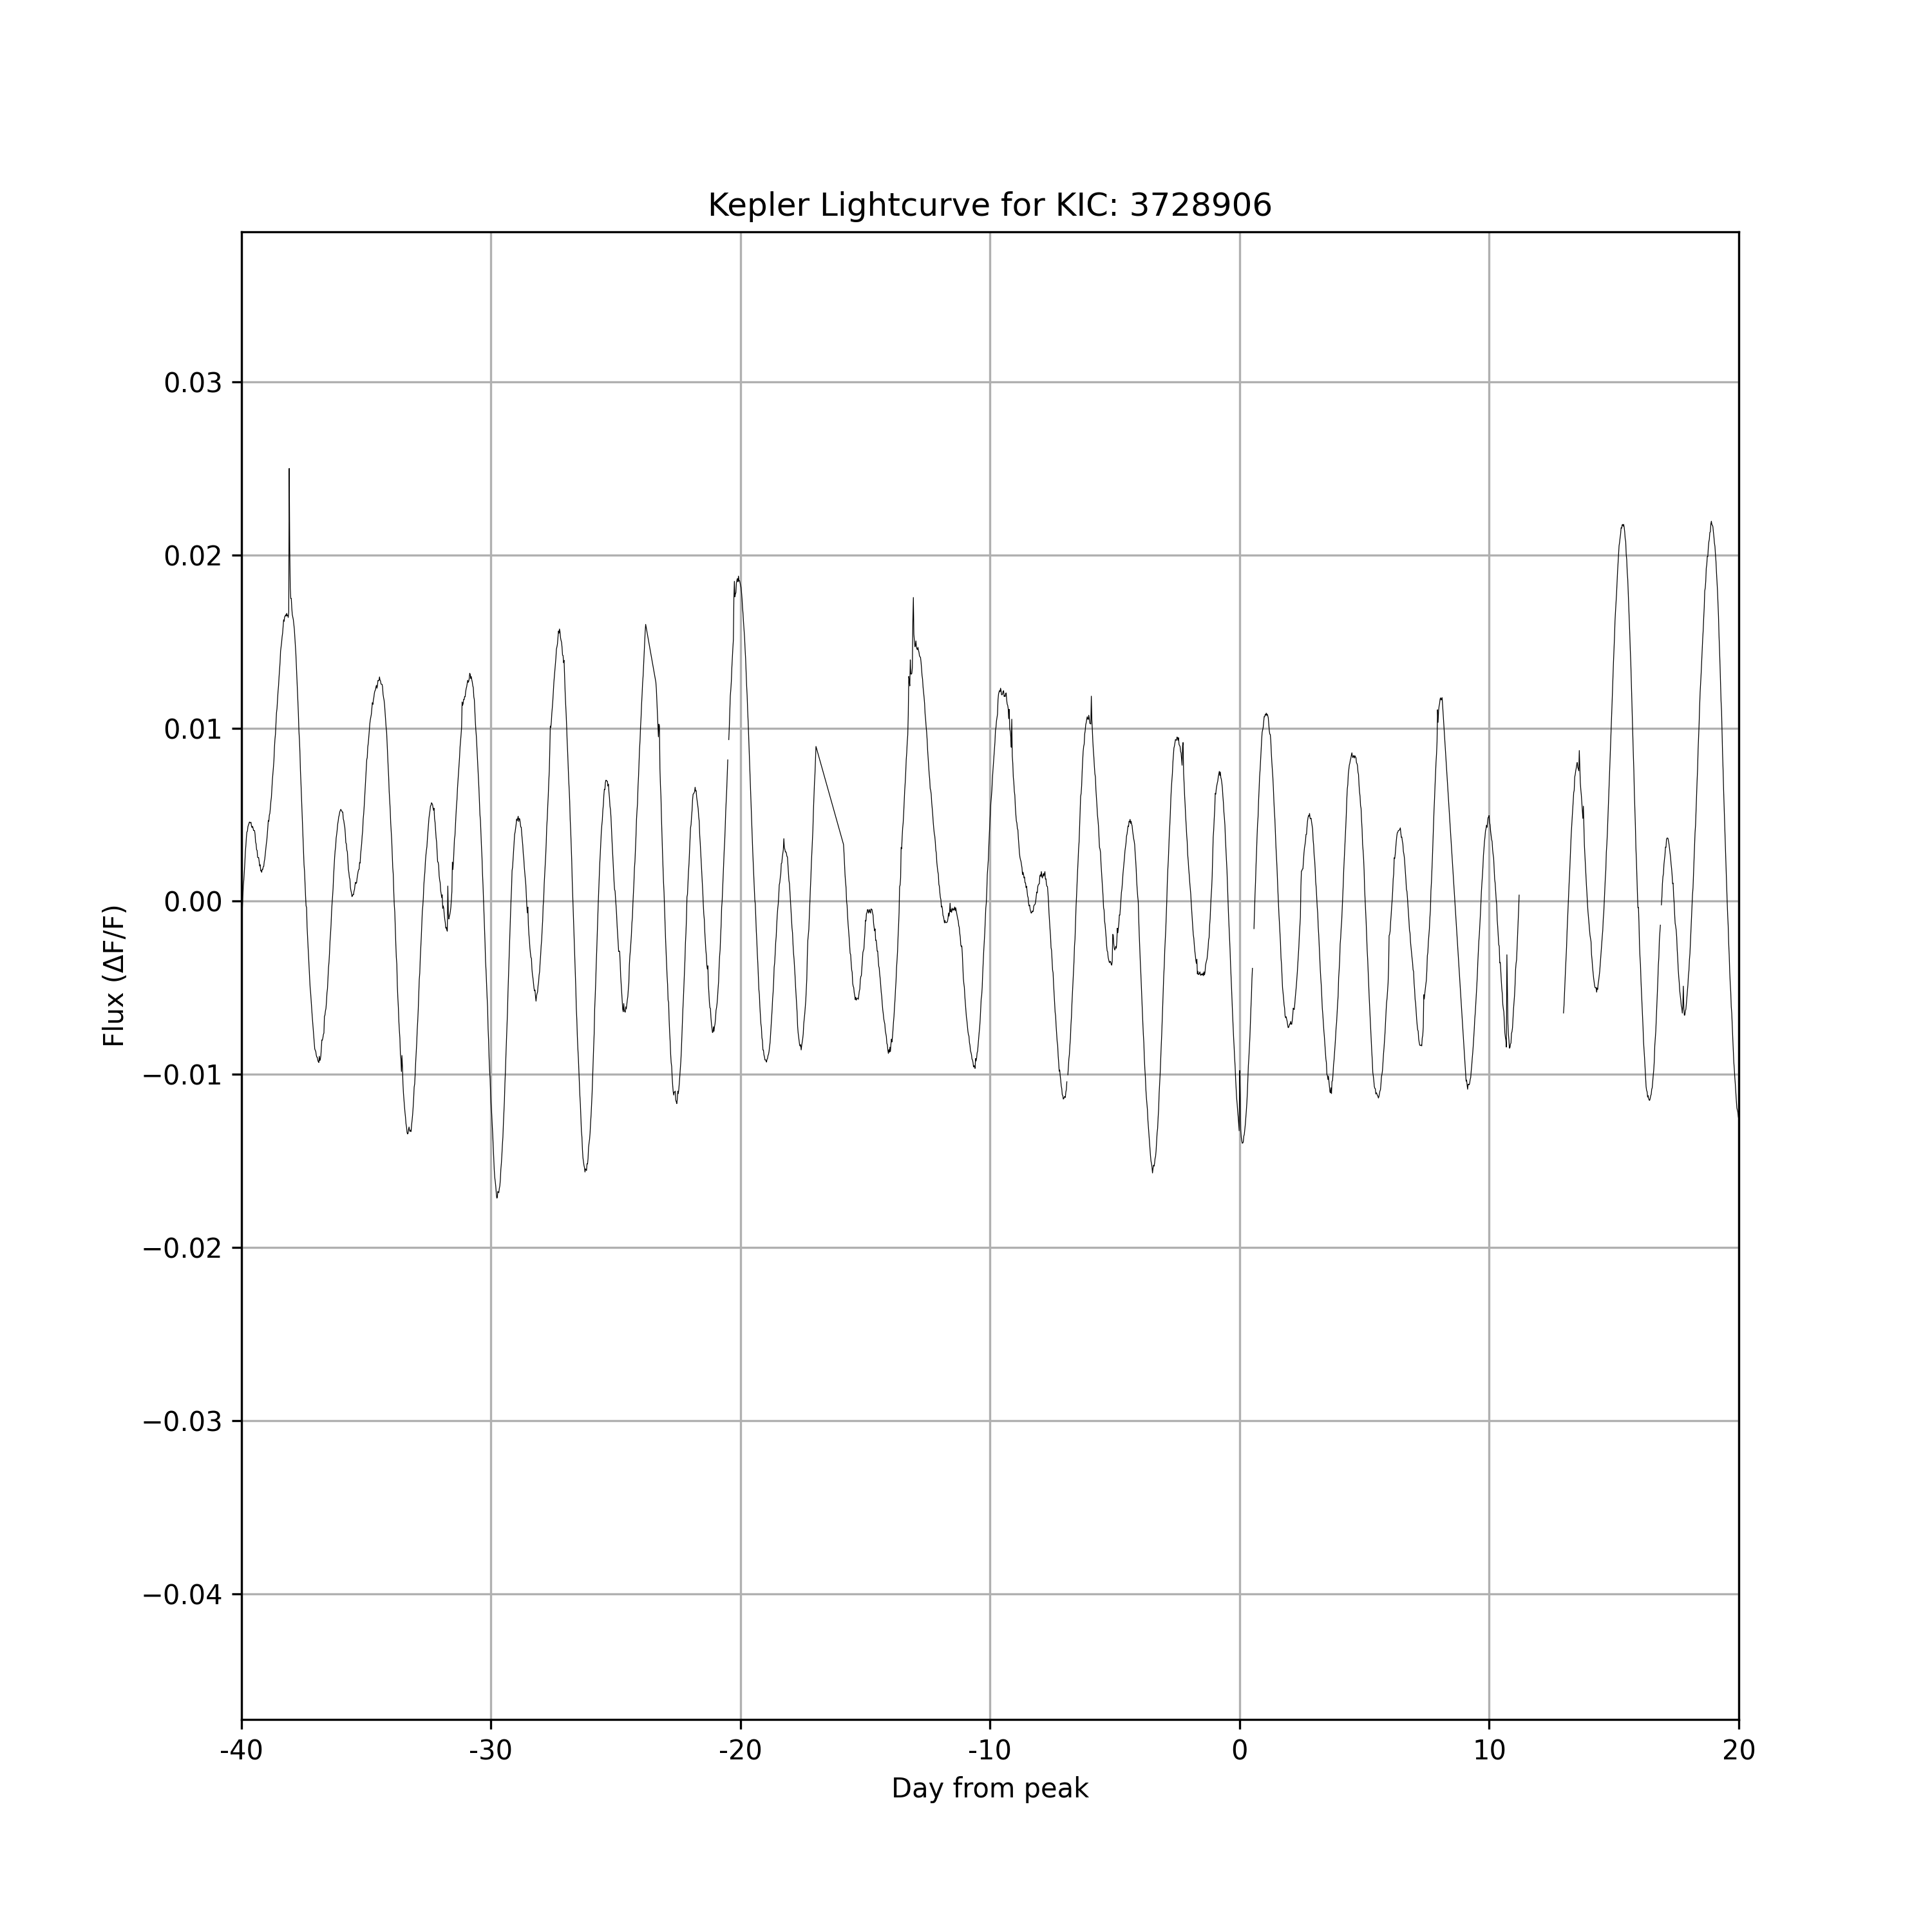 Kepler Lightcurve for KIC: 3728906
Flux (ΔF/F)
0.03
0.02
0.01
0.00
−0.01
−0.02
−0.03
−0.04
-40 -30 -20 -10 0 10 20
Day from peak